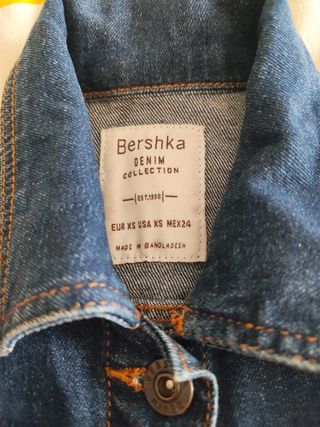 Bershka
DENIM
COLLECTION
EST.1998
EUR XS USA XS MEX24
MADE IN BANGLADESH